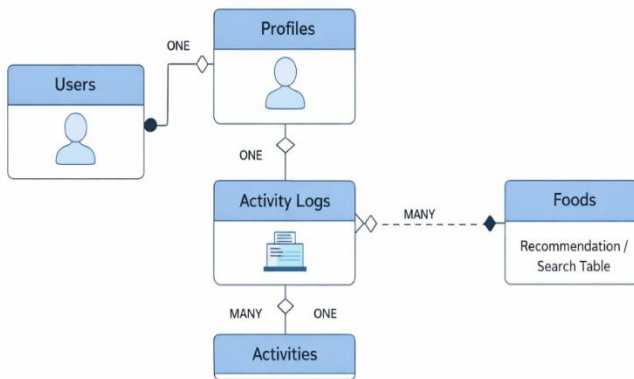 Profiles
ONE
Users
ONE
Activity Logs
MANY
Foods
Recommendation /
Search Table
MANY ONE
Activities